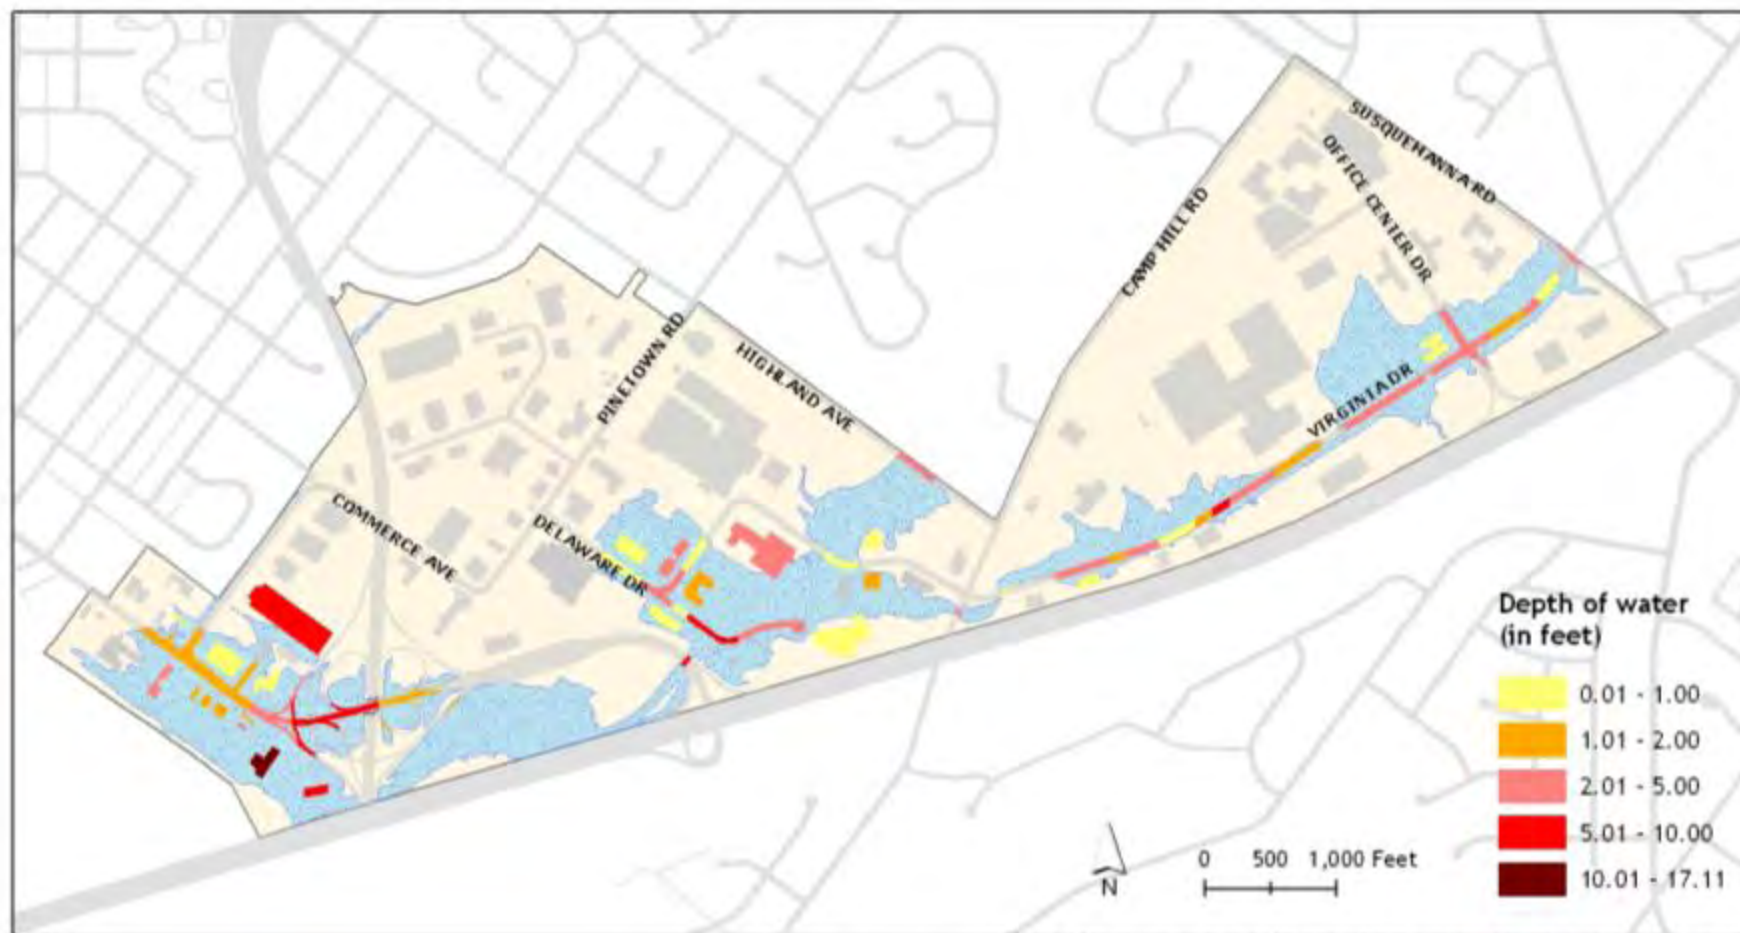 SUSQUEHANNA RD
OFFICE CENTER DR
CAMP HILL RD
PINETOWN RD
HIGHLAND AVE
VIRGINIA DR
COMMERCE AVE
DELAWARE DR
Depth of water
(in feet)
0.01 - 1.00
1.01 - 2.00
2.01 - 5.00
5.01 - 10.00
10.01 - 17.11
N
0 500 1,000 Feet